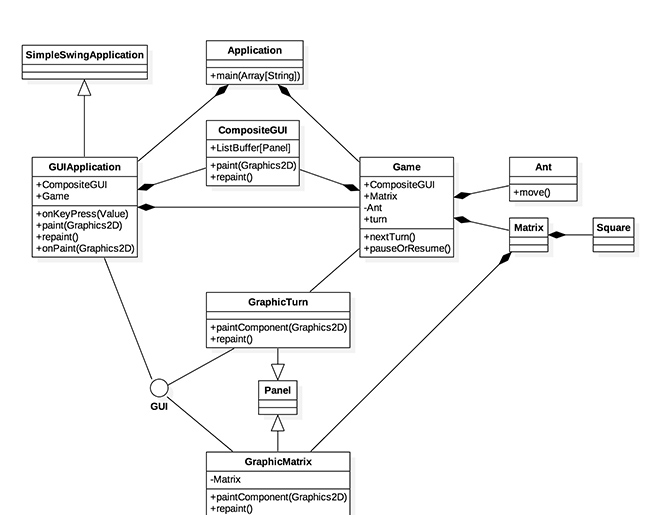 SimpleSwingApplication
Application
+main(Array[String])
CompositeGUI
+ListBuffer[Panel]
+paint(Graphics2D)
+repaint()
GUIApplication
+CompositeGUI
+Game
+onKeyPress(Value)
+paint(Graphics2D)
+repaint()
+onPaint(Graphics2D)
Game
+CompositeGUI
+Matrix
-Ant
+turn
+nextTurn()
+pauseOrResume()
Ant
+move()
Matrix
Square
GraphicTurn
+paintComponent(Graphics2D)
+repaint()
Panel
GUI
GraphicMatrix
-Matrix
+paintComponent(Graphics2D)
+repaint()